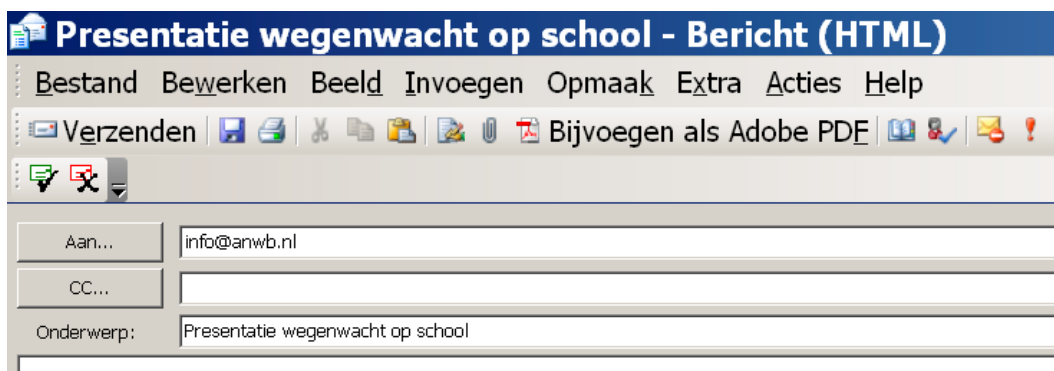 Presentatie wegenwacht op school - Bericht (HTML)
Bestand Bewerken Beeld Invoegen Opmaak Extra Acties Help
Verzenden Bijvoegen als Adobe PDF
Aan... info@anwb.nl
CC...
Onderwerp: Presentatie wegenwacht op school